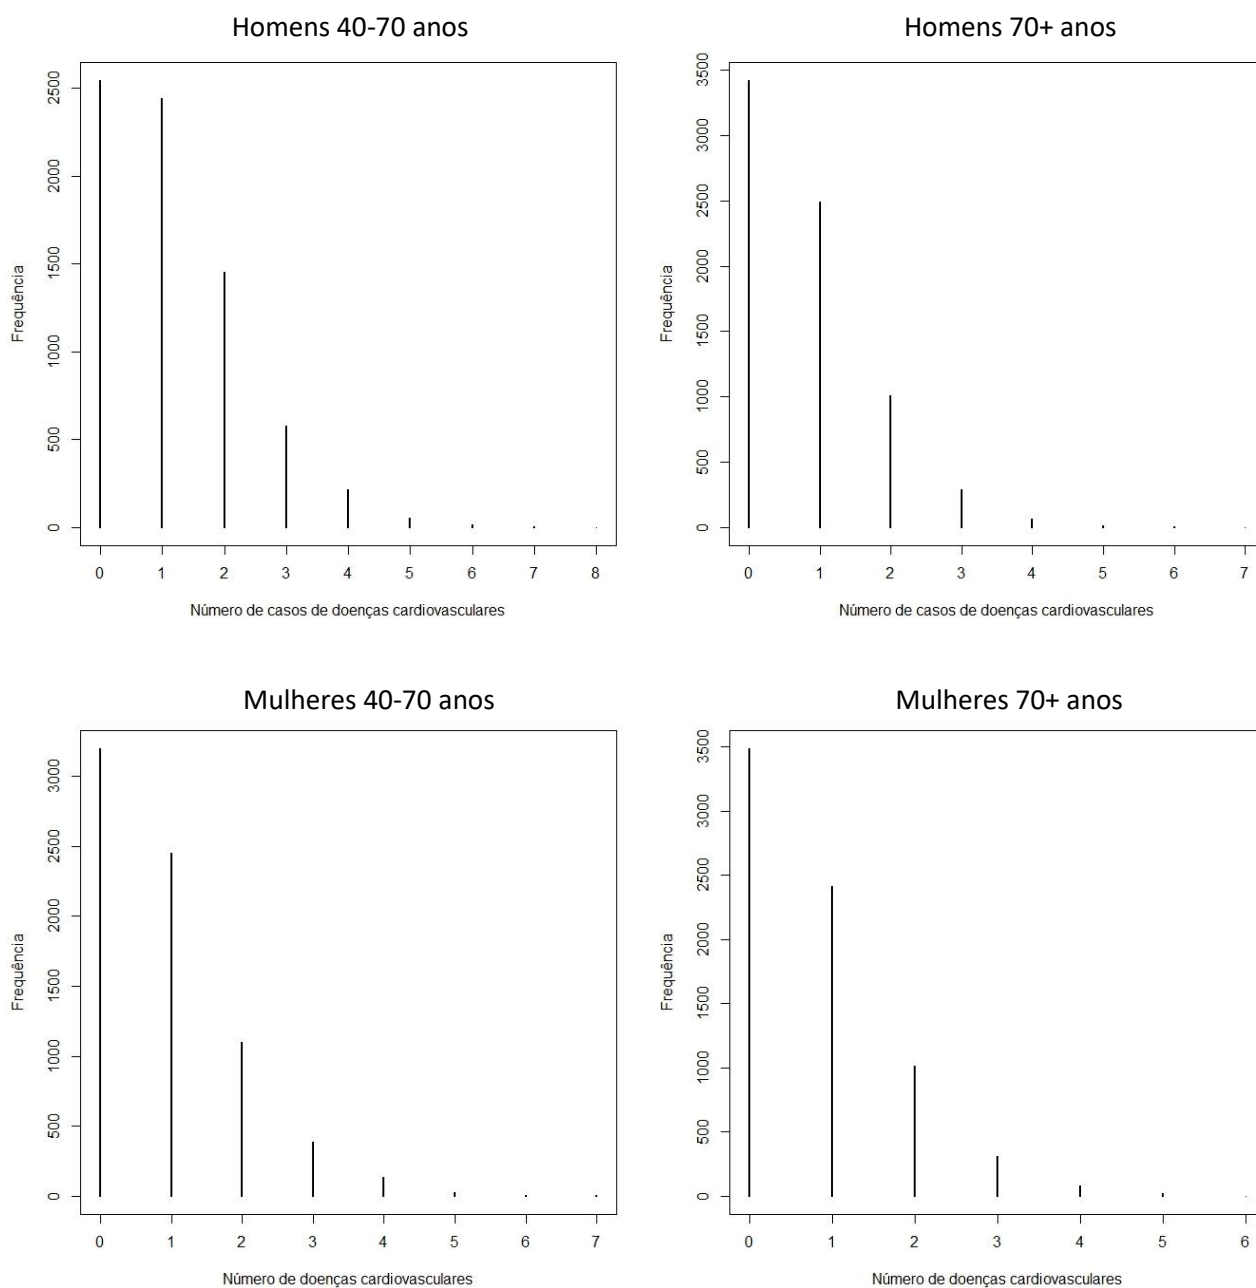 Homens 40-70 anos
Frequência
2500
2000
1500
1000
500
0
0 1 2 3 4 5 6 7 8
Número de casos de doenças cardiovasculares
Homens 70+ anos
Frequência
3500
3000
2500
2000
1500
1000
500
0
0 1 2 3 4 5 6 7
Número de casos de doenças cardiovasculares
Mulheres 40-70 anos
Frequência
3000
2500
2000
1500
1000
500
0
0 1 2 3 4 5 6 7
Número de doenças cardiovasculares
Mulheres 70+ anos
Frequência
3500
3000
2500
2000
1500
1000
500
0
0 1 2 3 4 5 6
Número de doenças cardiovasculares